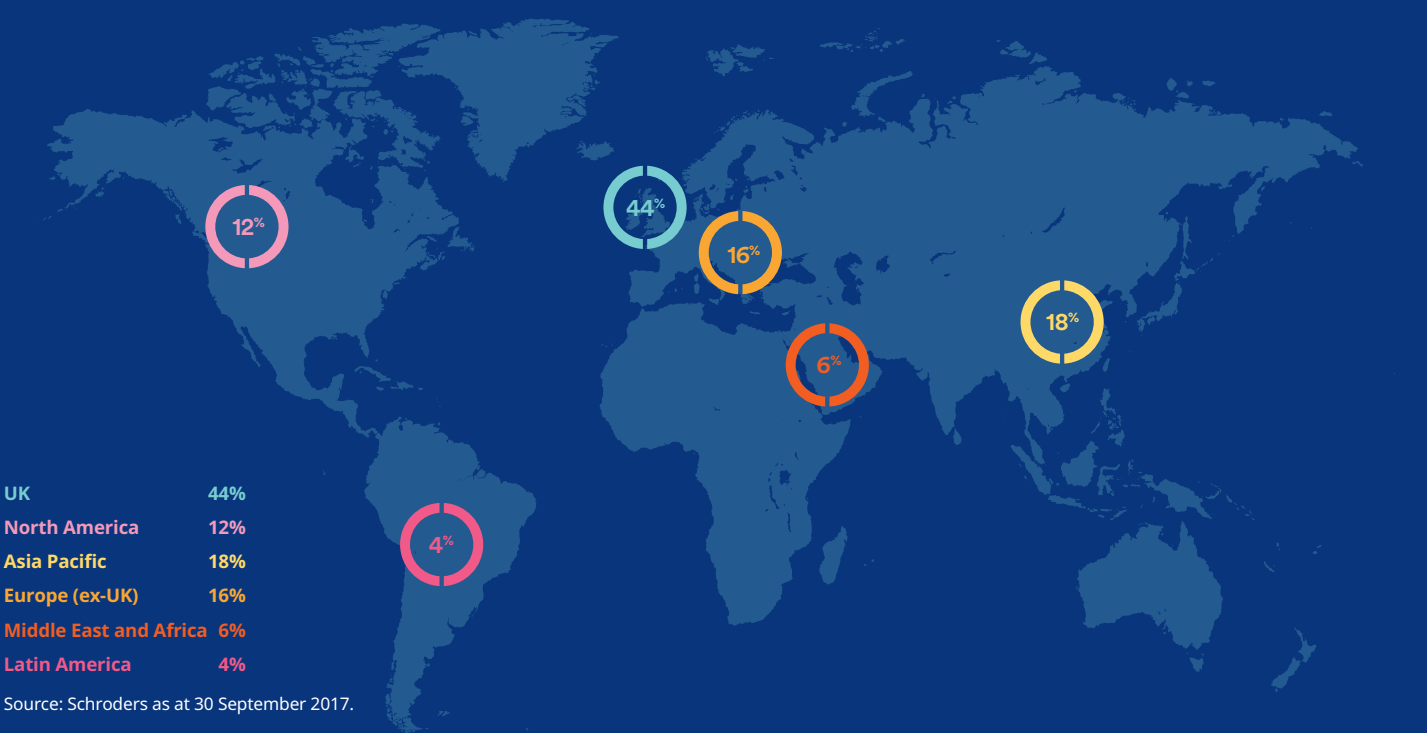 44%
12%
16%
18%
6%
4%
UK 44%
North America 12%
Asia Pacific 18%
Europe (ex-UK) 16%
Middle East and Africa 6%
Latin America 4%
Source: Schroders as at 30 September 2017.